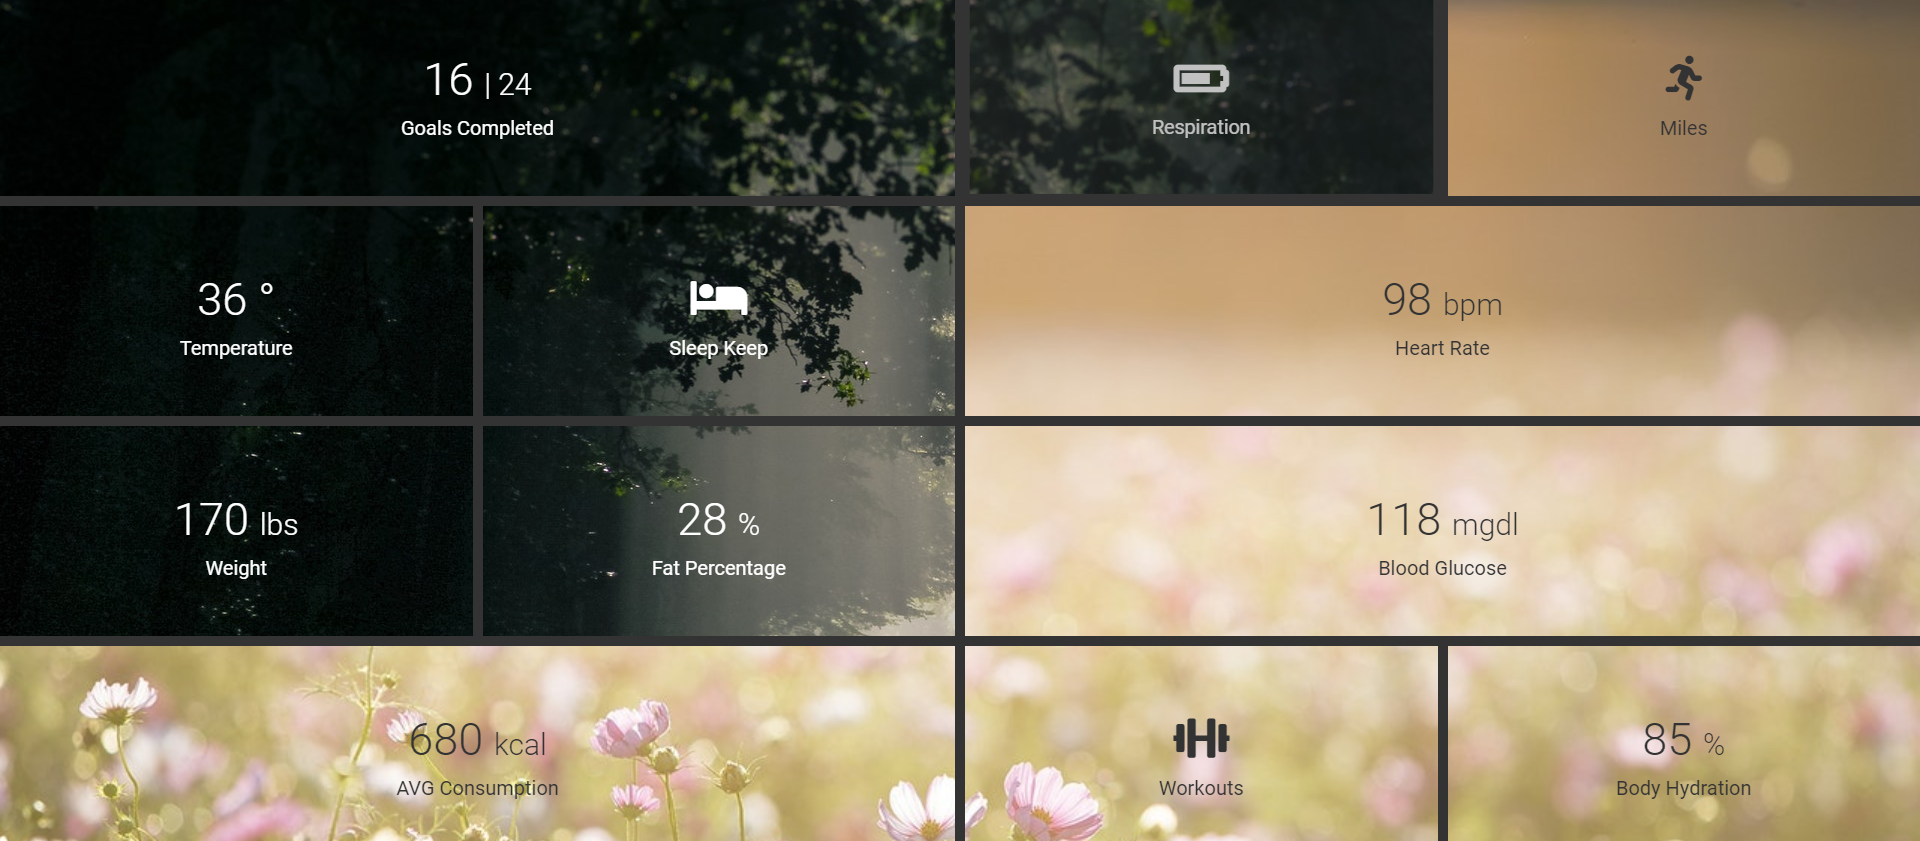 16 | 24
Goals Completed
Respiration
Miles
36 °
Temperature
Sleep Keep
98 bpm
Heart Rate
170 lbs
Weight
28 %
Fat Percentage
118 mgdl
Blood Glucose
680 kcal
AVG Consumption
Workouts
85 %
Body Hydration